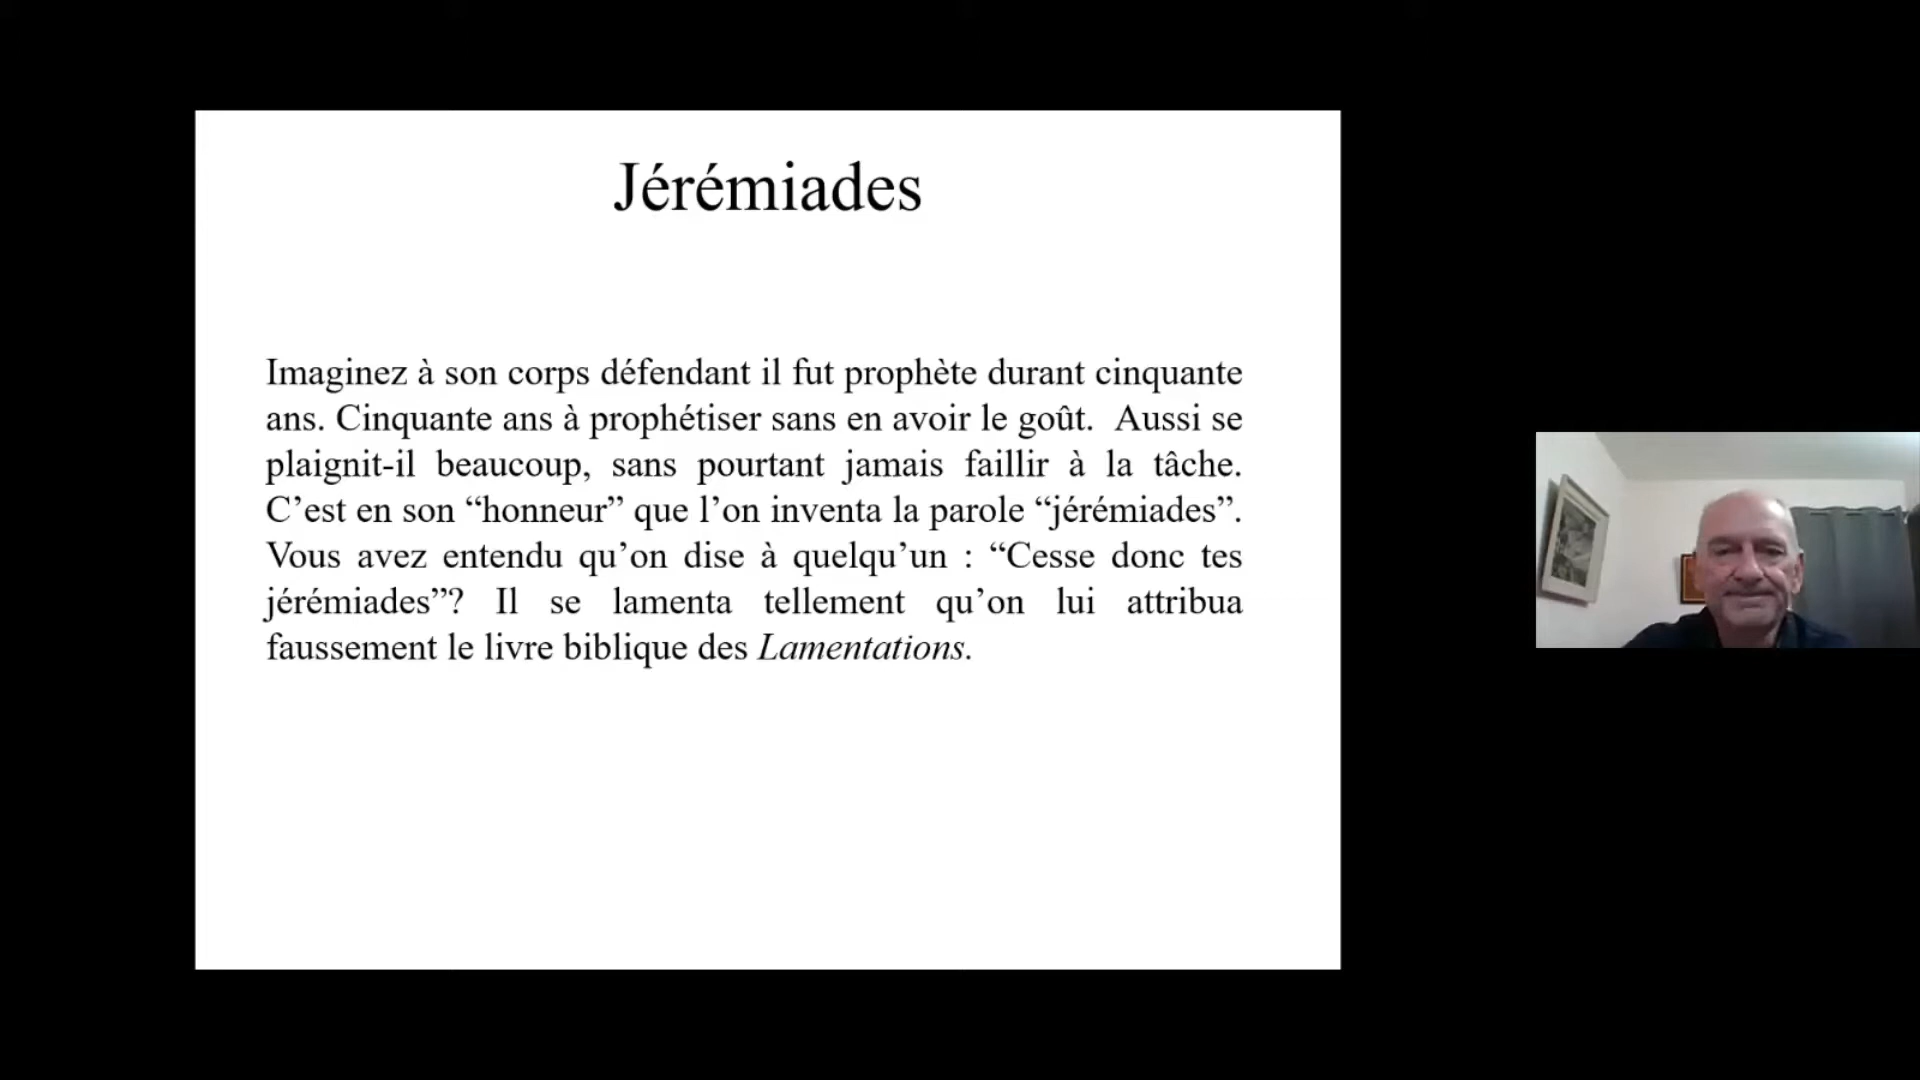 Jérémiades
Imaginez à son corps défendant il fut prophète durant cinquante
ans. Cinquante ans à prophétiser sans en avoir le goût.  Aussi se
plaignit-il beaucoup, sans pourtant jamais faillir à la tâche.
C’est en son “honneur” que l’on inventa la parole “jérémiades”.
Vous avez entendu qu’on dise à quelqu’un : “Cesse donc tes
jérémiades”? Il se lamenta tellement qu’on lui attribua
faussement le livre biblique des Lamentations.